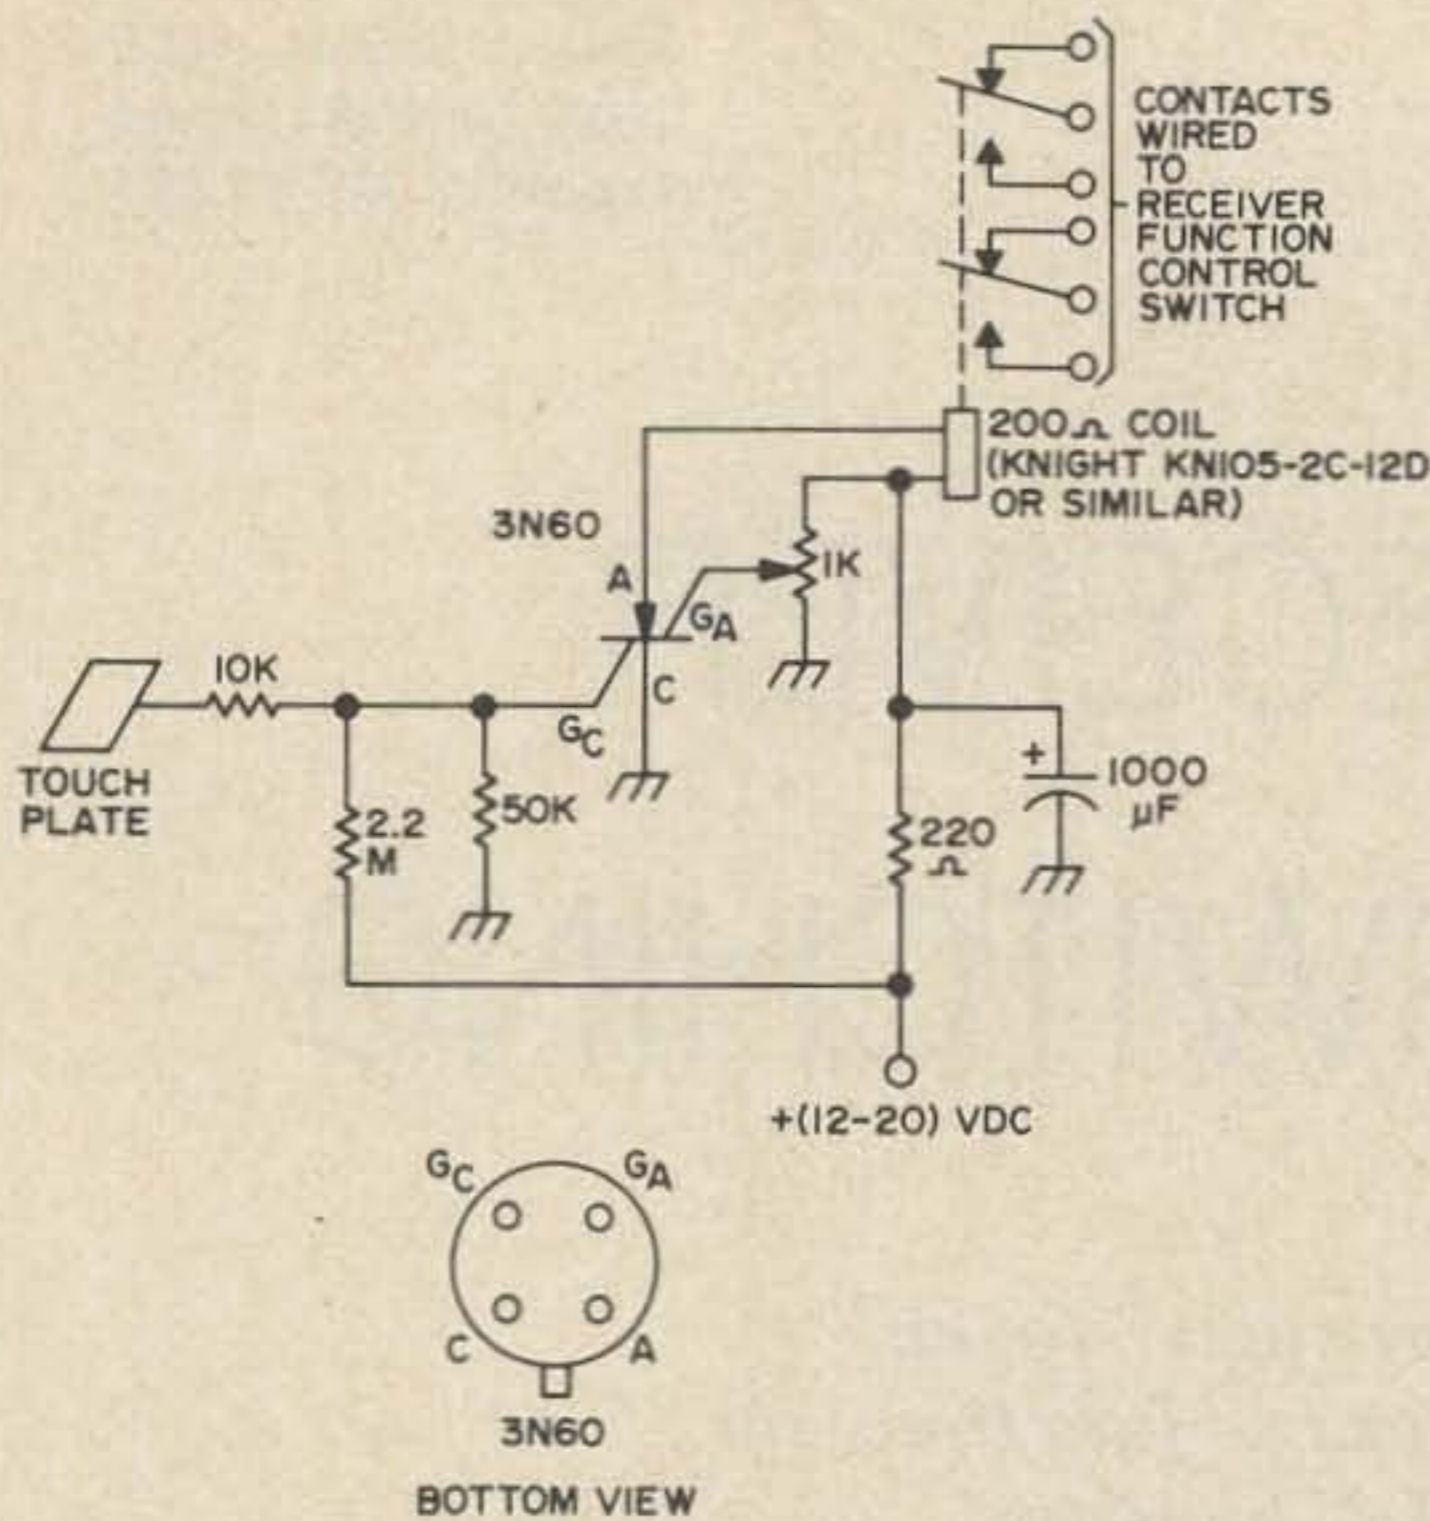 CONTACTS
WIRED
TO
RECEIVER
FUNCTION
CONTROL
SWITCH
200Ω COIL
(KNIGHT KN105-2C-12D
OR SIMILAR)
3N60
A
GA
1K
C
GC
10K
TOUCH
PLATE
2.2
M
50K
+
1000
µF
220
Ω
+(12-20) VDC
GC
GA
C
A
3N60
BOTTOM VIEW